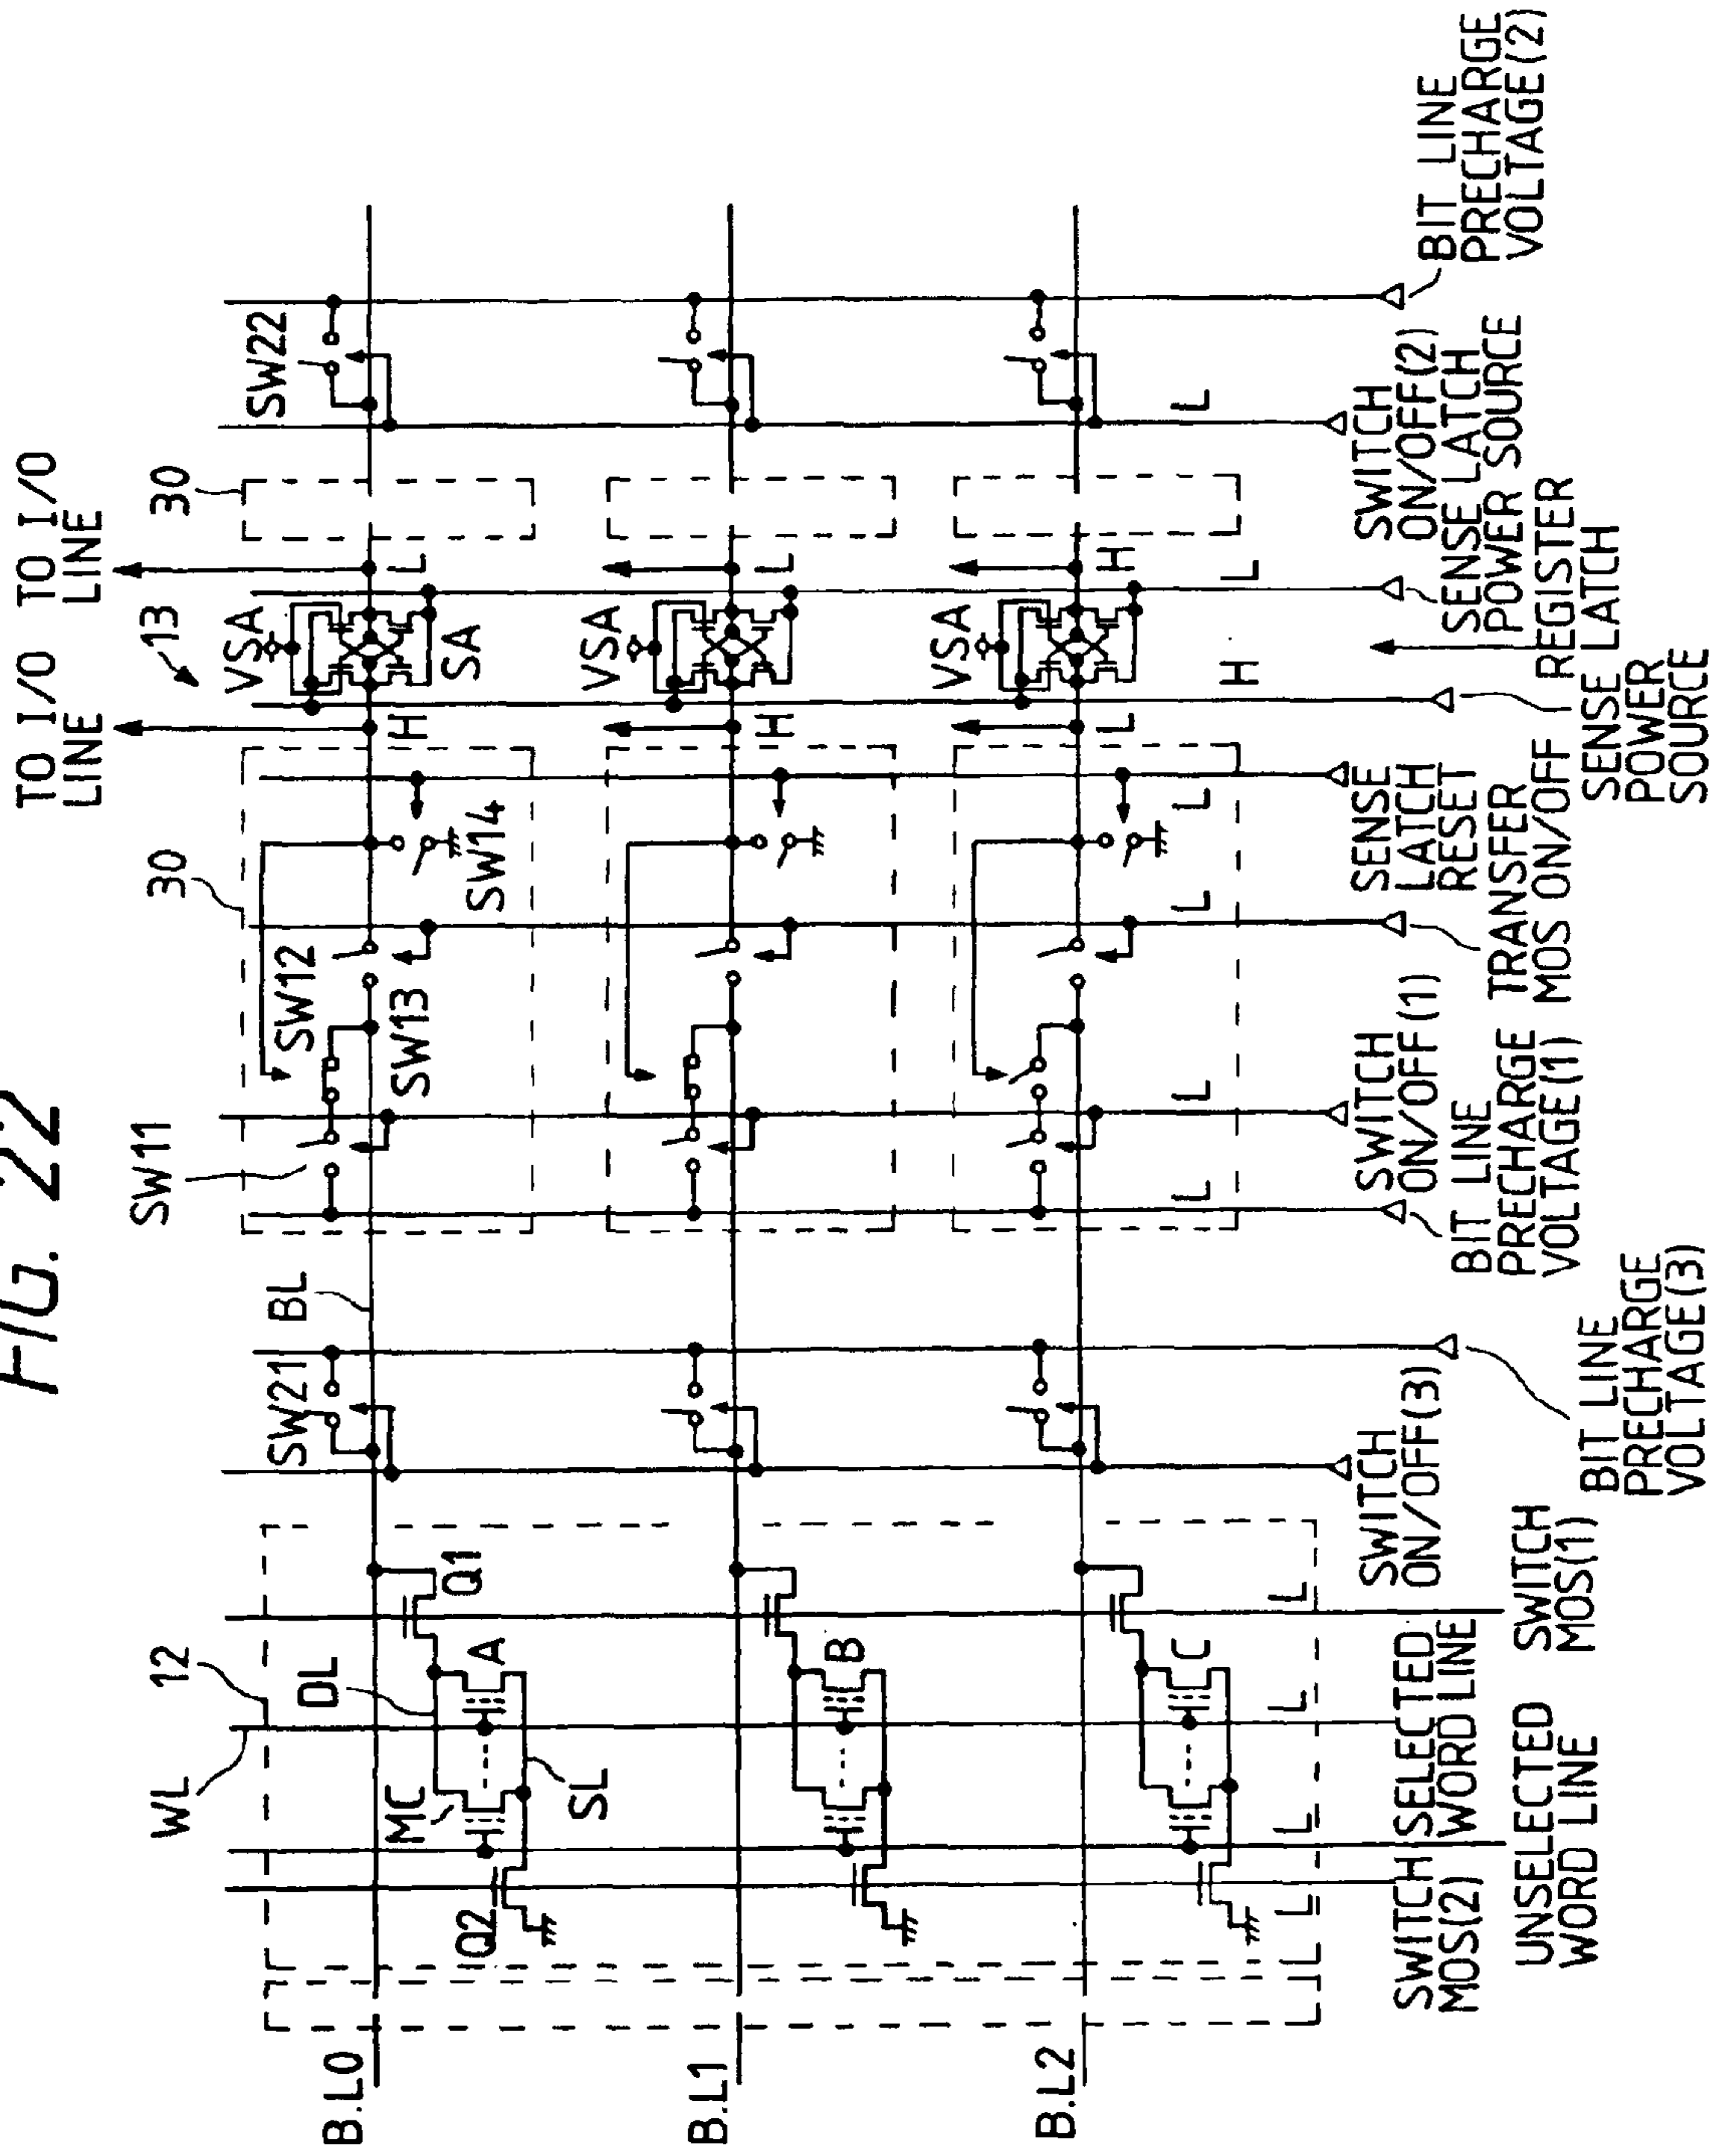 FIG. 22
TO I/O
LINE
TO I/O
LINE
13
30
30
SW11
SW12
SW13
SW14
VSA
SA
SW22
BL
SW21
12
WL
DL
MC
A
Q1
Q2
SL
H
L
B.L0
B
VSA
H
L
B.L1
C
VSA
L
H
B.L2
L
L
L
L
L
L
L
L
L
H
L
L
SWITCH
MOS(2)
UNSELECTED
WORD LINE
SELECTED
WORD LINE
SWITCH
MOS(1)
SWITCH
ON/OFF(3)
BIT LINE
PRECHARGE
VOLTAGE(3)
BIT LINE
PRECHARGE
VOLTAGE(1)
SWITCH
ON/OFF(1)
TRANSFER
MOS ON/OFF
SENSE
LATCH
RESET
SENSE
POWER
SOURCE
REGISTER
LATCH
SENSE LATCH
POWER SOURCE
SWITCH
ON/OFF(2)
BIT LINE
PRECHARGE
VOLTAGE(2)